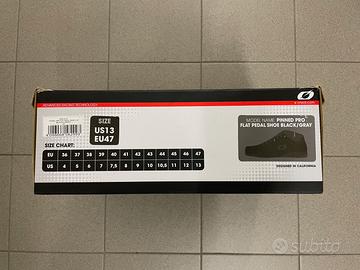 ADVANCED RACING TECHNOLOGY
SIZE
US13
EU47
SIZE CHART:
EU 36 37 38 39 40 41 42 43 44 45 46 47
US 4 5 6 7 7,5 8 9 10 10,5 11 12 13
MODEL NAME: PINNED PRO
FLAT PEDAL SHOE BLACK/GRAY
DESIGNED IN CALIFORNIA
subito